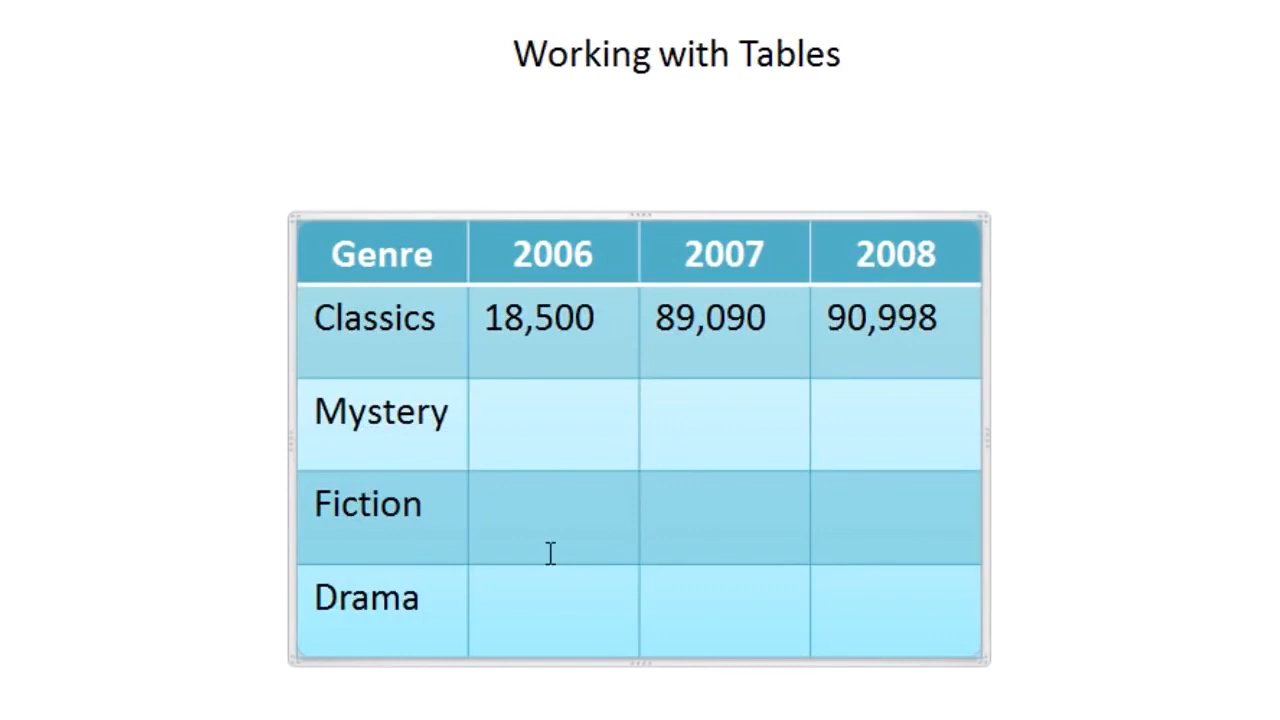 Working with Tables
Genre 2006 2007 2008
Classics 18,500 89,090 90,998
Mystery
Fiction
Drama